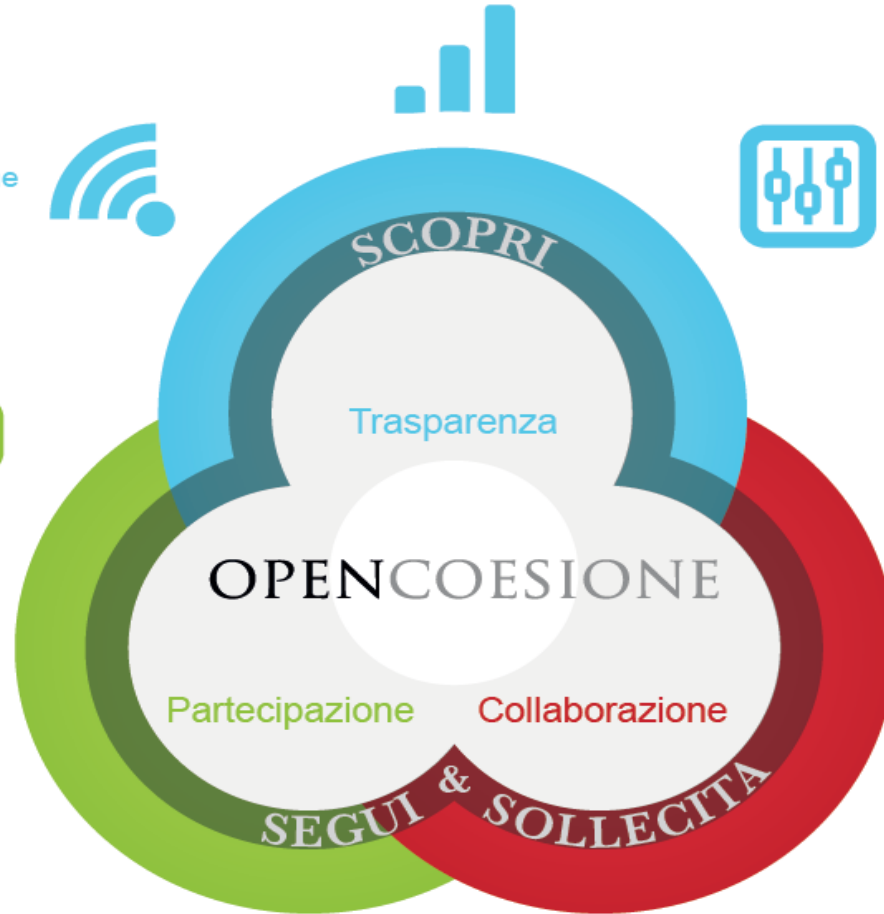 e
SCOPRI
Trasparenza
OPENCOESIONE
Partecipazione
Collaborazione
SEGUI & SOLLECITA